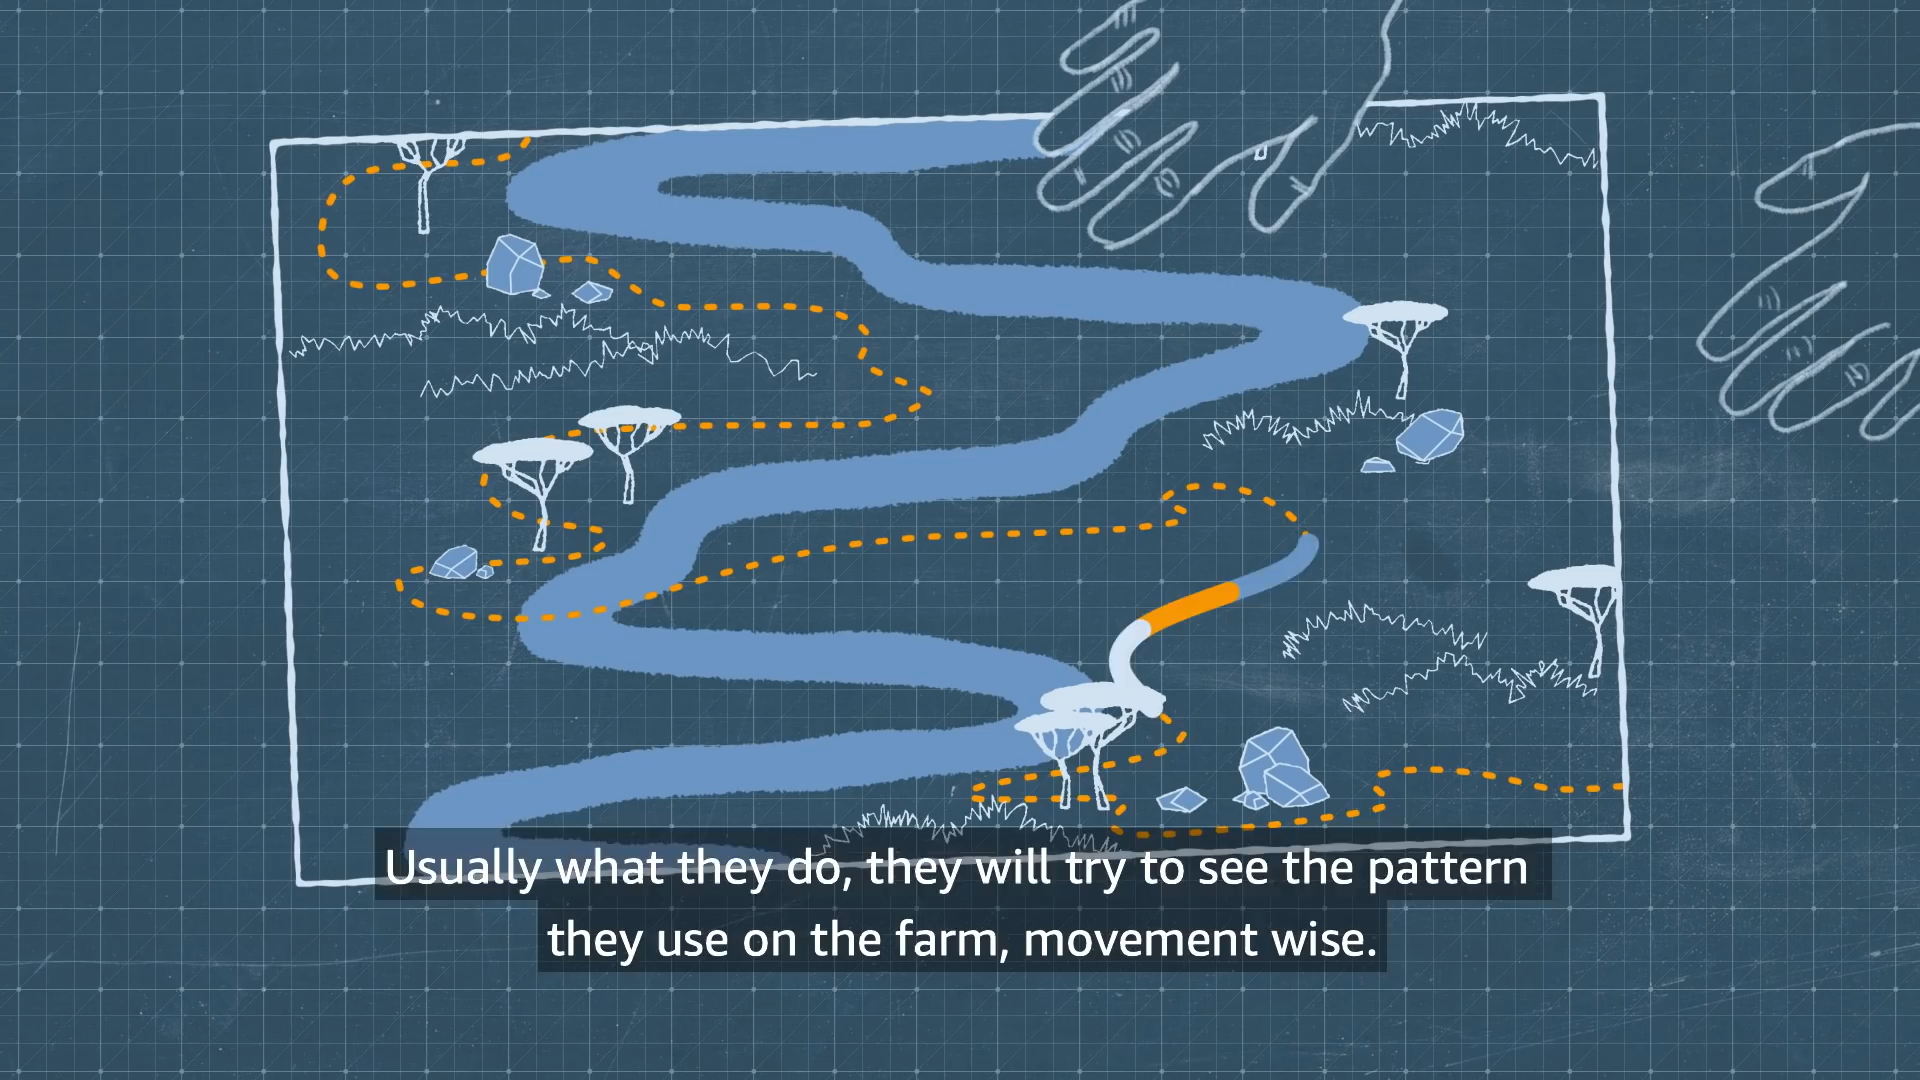 Usually what they do, they will try to see the pattern
they use on the farm, movement wise.